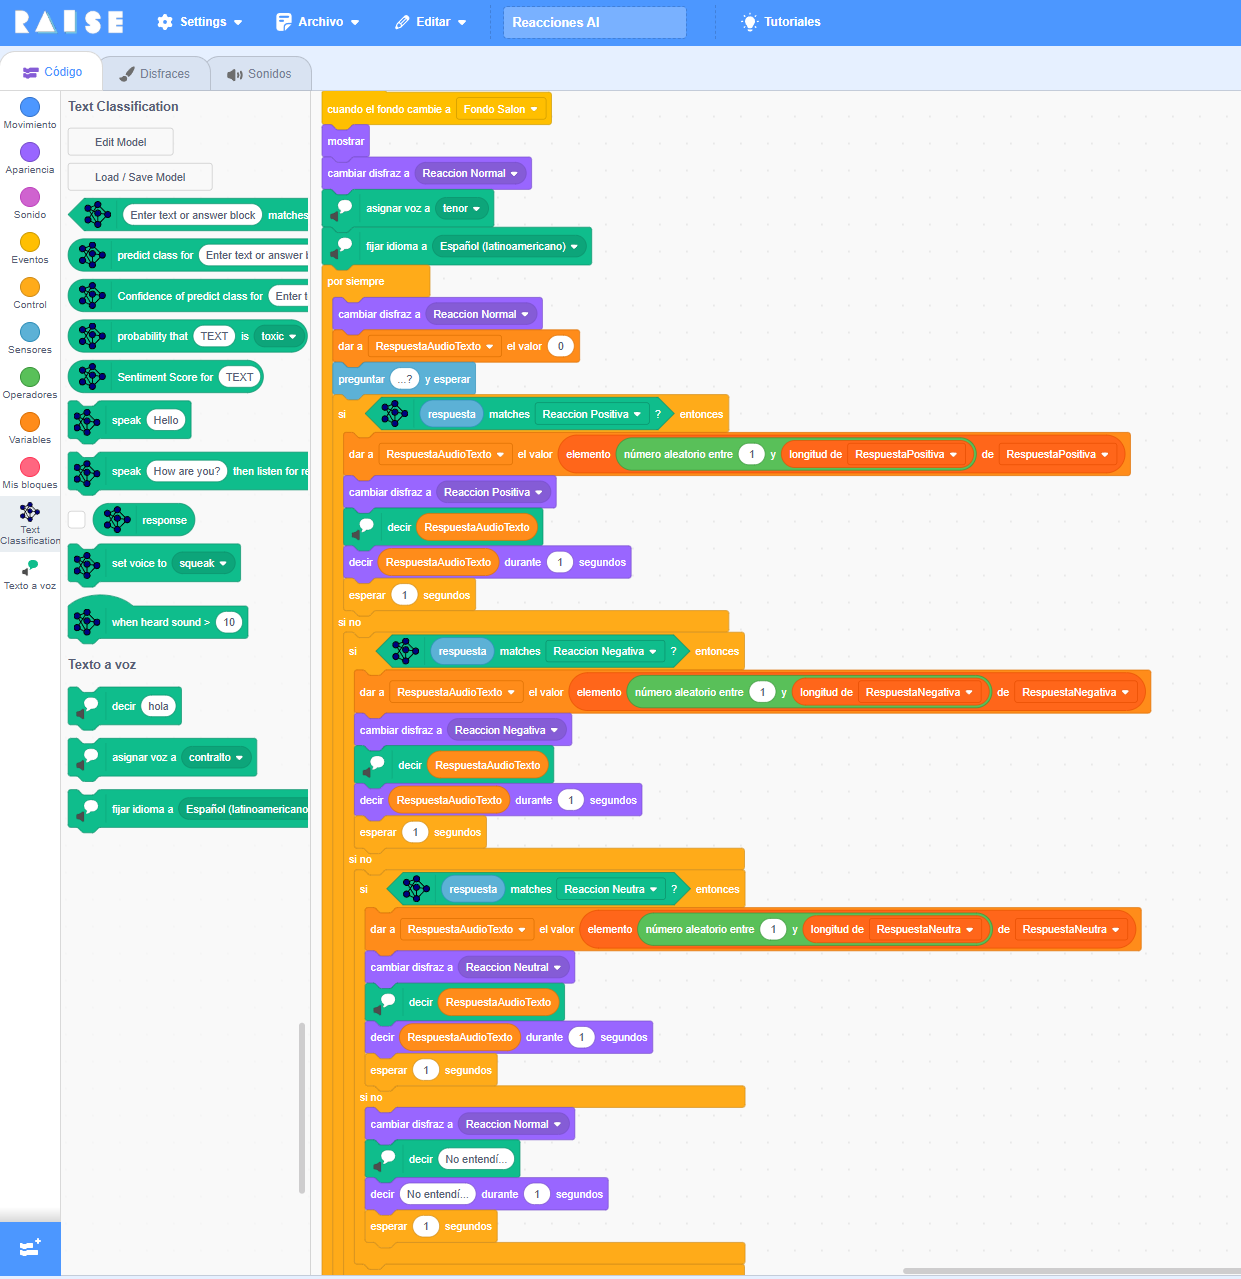 RAISE Settings Archivo Editar Reacciones AI Tutoriales
Código Disfraces Sonidos
Movimiento
Apariencia
Sonido
Eventos
Control
Sensores
Operadores
Variables
Mis bloques
Text
Classification
Texto a voz
Text Classification
Edit Model
Load / Save Model
Enter text or answer block matches
predict class for Enter text or answer b
Confidence of predict class for Enter t
probability that TEXT is toxic
Sentiment Score for TEXT
speak Hello
speak How are you? then listen for re
response
set voice to squeak
when heard sound > 10
Texto a voz
decir hola
asignar voz a contralto
fijar idioma a Español (latinoamericano
cuando el fondo cambie a Fondo Salon
mostrar
cambiar disfraz a Reaccion Normal
asignar voz a tenor
fijar idioma a Español (latinoamericano)
por siempre
cambiar disfraz a Reaccion Normal
dar a RespuestaAudioTexto el valor 0
preguntar ...? y esperar
si respuesta matches Reaccion Positiva ? entonces
dar a RespuestaAudioTexto el valor elemento número aleatorio entre 1 y longitud de RespuestaPositiva de RespuestaPositiva
cambiar disfraz a Reaccion Positiva
decir RespuestaAudioTexto
decir RespuestaAudioTexto durante 1 segundos
esperar 1 segundos
si no
si respuesta matches Reaccion Negativa ? entonces
dar a RespuestaAudioTexto el valor elemento número aleatorio entre 1 y longitud de RespuestaNegativa de RespuestaNegativa
cambiar disfraz a Reaccion Negativa
decir RespuestaAudioTexto
decir RespuestaAudioTexto durante 1 segundos
esperar 1 segundos
si no
si respuesta matches Reaccion Neutra ? entonces
dar a RespuestaAudioTexto el valor elemento número aleatorio entre 1 y longitud de RespuestaNeutra de RespuestaNeutra
cambiar disfraz a Reaccion Neutral
decir RespuestaAudioTexto
decir RespuestaAudioTexto durante 1 segundos
esperar 1 segundos
si no
cambiar disfraz a Reaccion Normal
decir No entendí...
decir No entendí... durante 1 segundos
esperar 1 segundos